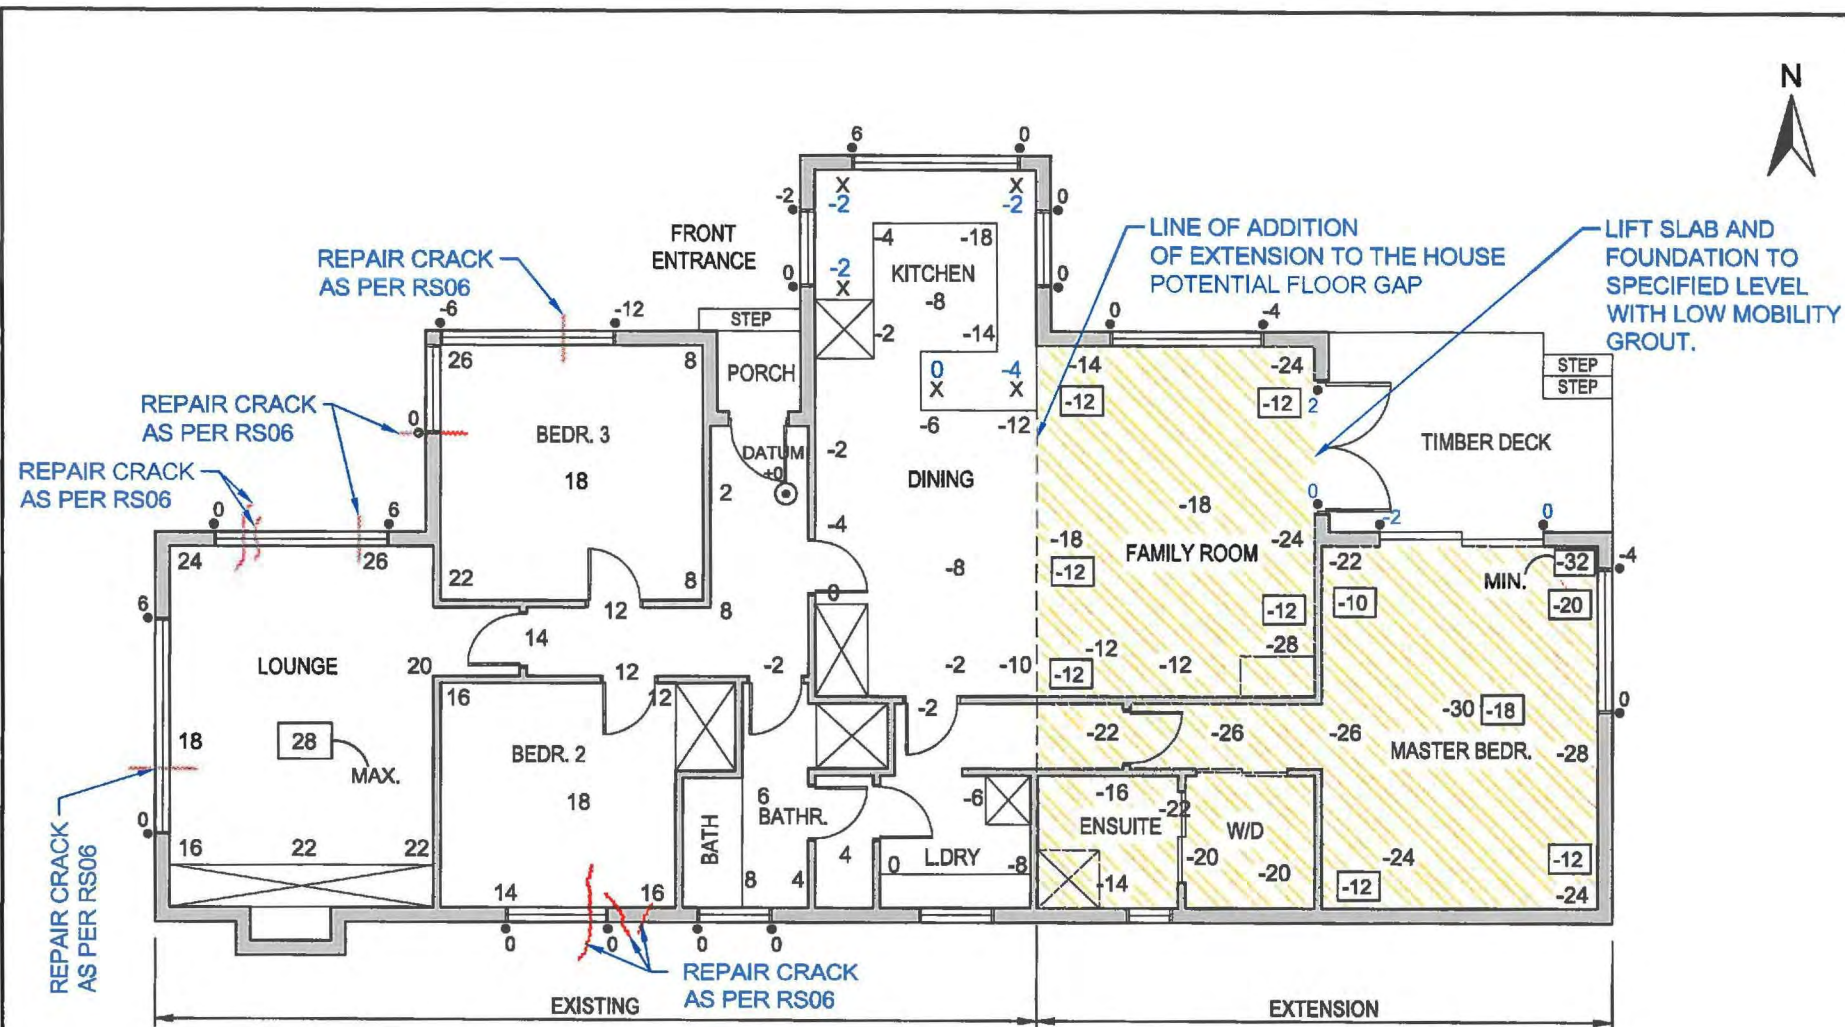 N
6 0
-2 X -2 X -2 0
FRONT
ENTRANCE
-4 -18
KITCHEN
-8
0 -2 X 0
-2 -14
REPAIR CRACK
AS PER RS06
LINE OF ADDITION
OF EXTENSION TO THE HOUSE
POTENTIAL FLOOR GAP
LIFT SLAB AND
FOUNDATION TO
SPECIFIED LEVEL
WITH LOW MOBILITY
GROUT.
-6 -12
STEP
0 -4
26 8
PORCH
0 X -4 X
-14 -24
-12 -12 2
STEP
STEP
REPAIR CRACK
AS PER RS06
0
BEDR. 3
18
DATUM
+0
-2
-6 -12
DINING
TIMBER DECK
REPAIR CRACK
AS PER RS06
0 6
2
-4
-18
0 -2 0
24 26
22 8
-8
-18 -24
FAMILY ROOM
-12
-22
MIN. -32 -4
-10 -20
6
12 8
0
-12
14
LOUNGE
20
12 -2
-2 -10
-12 -12 -28
-12
16 12
-2
18
28
MAX.
BEDR. 2
18
-22 -26 -26
-30 -18
0
MASTER BEDR.
-28
REPAIR CRACK
AS PER RS06
0
16 22 22
BATH
6
BATHR.
-6
-16
-22
ENSUITE
W/D
4
0
L.DRY
-8
-20 -20
-24
-12
-12
14 16
8 4
-14
-24
0 0 0 0
REPAIR CRACK
AS PER RS06
EXISTING
EXTENSION